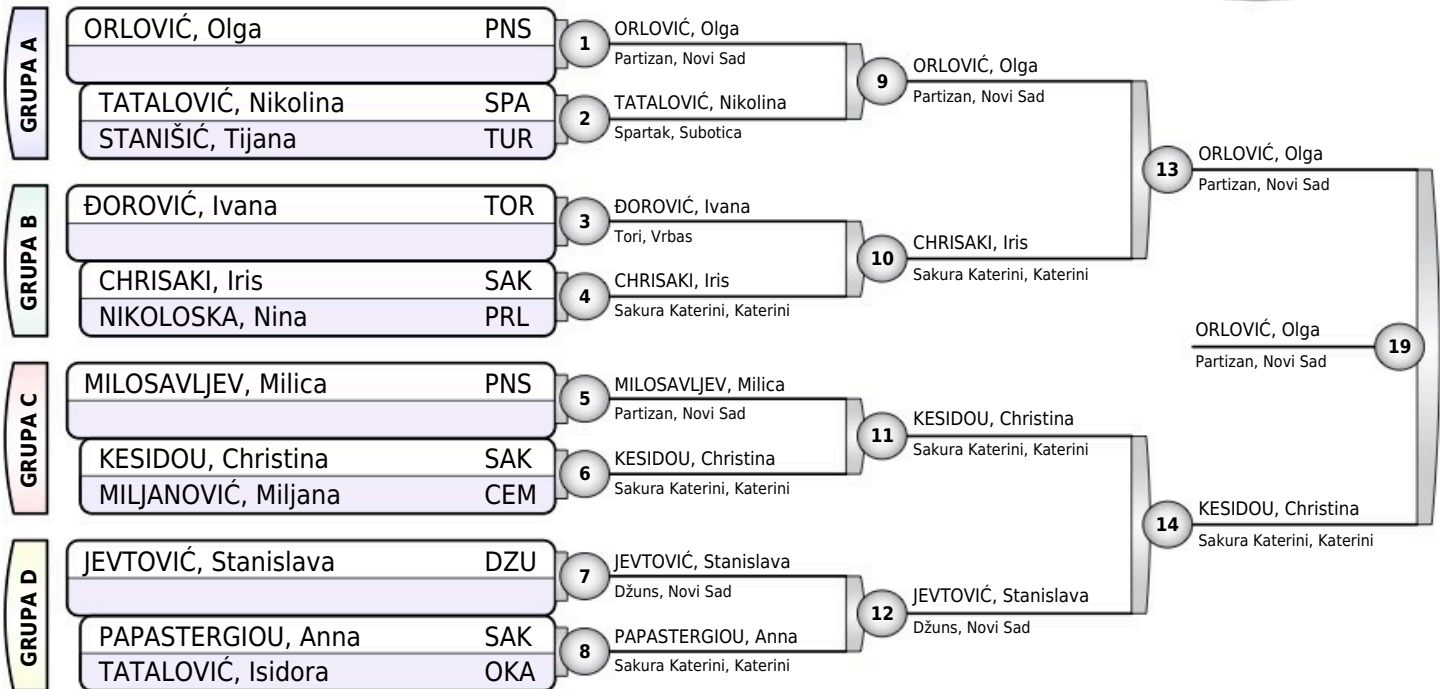 GRUPA A
ORLOVIĆ, Olga PNS
TATALOVIĆ, Nikolina SPA
STANIŠIĆ, Tijana TUR
GRUPA B
ĐOROVIĆ, Ivana TOR
CHRISAKI, Iris SAK
NIKOLOSKA, Nina PRL
GRUPA C
MILOSAVLJEV, Milica PNS
KESIDOU, Christina SAK
MILJANOVIĆ, Miljana CEM
GRUPA D
JEVTOVIĆ, Stanislava DZU
PAPASTERGIOU, Anna SAK
TATALOVIĆ, Isidora OKA
1
ORLOVIĆ, Olga
Partizan, Novi Sad
2
TATALOVIĆ, Nikolina
Spartak, Subotica
3
ĐOROVIĆ, Ivana
Tori, Vrbas
4
CHRISAKI, Iris
Sakura Katerini, Katerini
5
MILOSAVLJEV, Milica
Partizan, Novi Sad
6
KESIDOU, Christina
Sakura Katerini, Katerini
7
JEVTOVIĆ, Stanislava
Džuns, Novi Sad
8
PAPASTERGIOU, Anna
Sakura Katerini, Katerini
9
ORLOVIĆ, Olga
Partizan, Novi Sad
10
CHRISAKI, Iris
Sakura Katerini, Katerini
11
KESIDOU, Christina
Sakura Katerini, Katerini
12
JEVTOVIĆ, Stanislava
Džuns, Novi Sad
13
ORLOVIĆ, Olga
Partizan, Novi Sad
14
KESIDOU, Christina
Sakura Katerini, Katerini
ORLOVIĆ, Olga
Partizan, Novi Sad
19